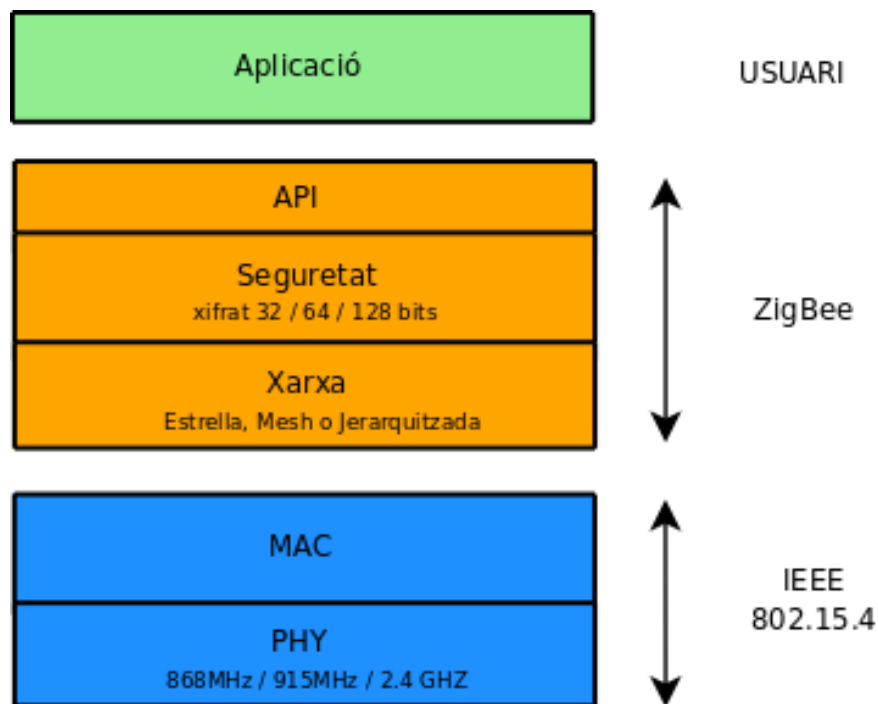 Aplicació
USUARI
API
Seguretat
xifrat 32 / 64 / 128 bits
ZigBee
Xarxa
Estrella, Mesh o Jerarquitzada
MAC
IEEE
802.15.4
PHY
868MHz / 915MHz / 2.4 GHZ